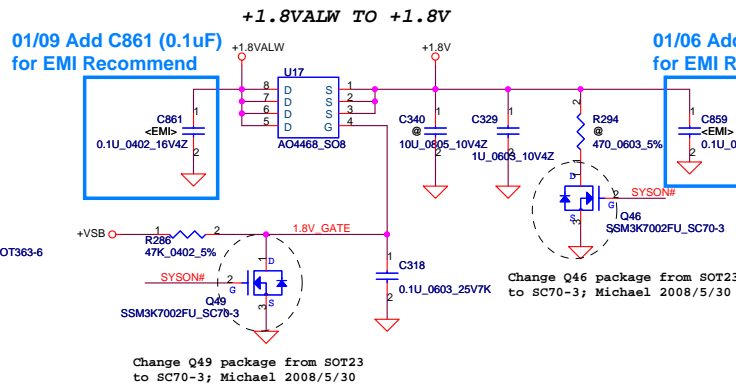 +1.8VALW TO +1.8V
01/09 Add C861 (0.1uF)
for EMI Recommend
01/06 Add
for EMI R
+1.8VALW
+1.8V
U17
8 D S 1
7 D S 2
6 D S 3
5 D G 4
AO4468_SO8
C861
<EMI>
0.1U_0402_16V4Z
1
2
C340
@
10U_0805_10V4Z
1
2
C329
1U_0603_10V4Z
1
2
R294
@
470_0603_5%
2
1
C859
<EMI>
0.1U_0
1
2
SYSON#
D
G
S
1
2
3
Q46
SSM3K7002FU_SC70-3
Change Q46 package from SOT23
to SC70-3; Michael 2008/5/30
+VSB
1
2
R286
47K_0402_5%
1.8V_GATE
OT363-6
SYSON#
D
G
S
1
2
3
Q49
SSM3K7002FU_SC70-3
C318
0.1U_0603_25V7K
1
2
Change Q49 package from SOT23
to SC70-3; Michael 2008/5/30